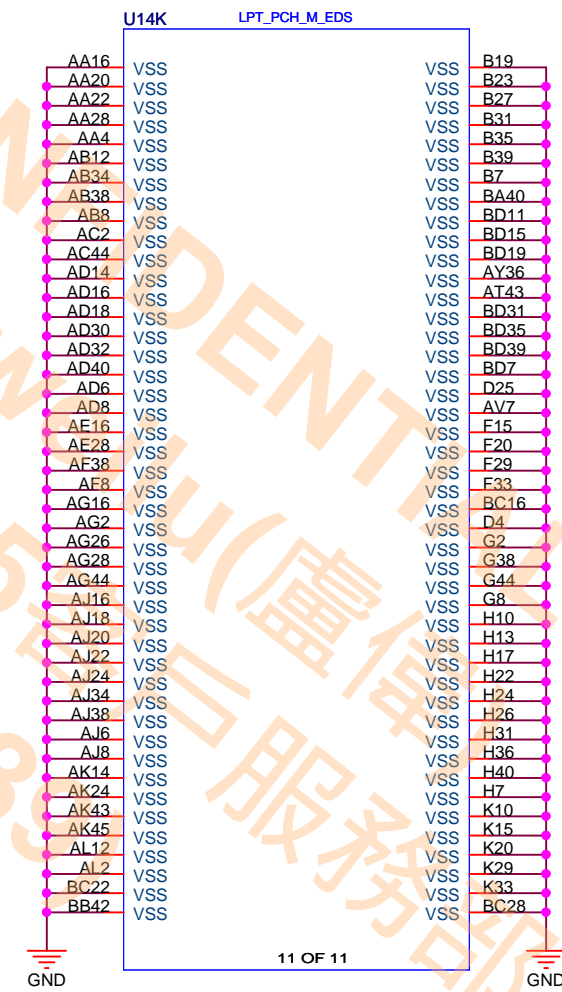 U14K LPT_PCH_M_EDS
AA16 VSS VSS B19
AA20 VSS VSS B23
AA22 VSS VSS B27
AA28 VSS VSS B31
AA4 VSS VSS B35
AB12 VSS VSS B39
AB34 VSS VSS B7
AB38 VSS VSS BA40
AB8 VSS VSS BD11
AC2 VSS VSS BD15
AC44 VSS VSS BD19
AD14 VSS VSS AY36
AD16 VSS VSS AT43
AD18 VSS VSS BD31
AD30 VSS VSS BD35
AD32 VSS VSS BD39
AD40 VSS VSS BD7
AD6 VSS VSS D25
AD8 VSS VSS AV7
AE16 VSS VSS F15
AE28 VSS VSS F20
AF38 VSS VSS F29
AF8 VSS VSS F33
AG16 VSS VSS BC16
AG2 VSS VSS D4
AG26 VSS VSS G2
AG28 VSS VSS G38
AG44 VSS VSS G44
AJ16 VSS VSS G8
AJ18 VSS VSS H10
AJ20 VSS VSS H13
AJ22 VSS VSS H17
AJ24 VSS VSS H22
AJ34 VSS VSS H24
AJ38 VSS VSS H26
AJ6 VSS VSS H31
AJ8 VSS VSS H36
AK14 VSS VSS H40
AK24 VSS VSS H7
AK43 VSS VSS K10
AK45 VSS VSS K15
AL12 VSS VSS K20
AL2 VSS VSS K29
BC22 VSS VSS K33
BB42 VSS VSS BC28
11 OF 11
GND GND
NFIDENTIAL
(盧偉)
客戶服務部